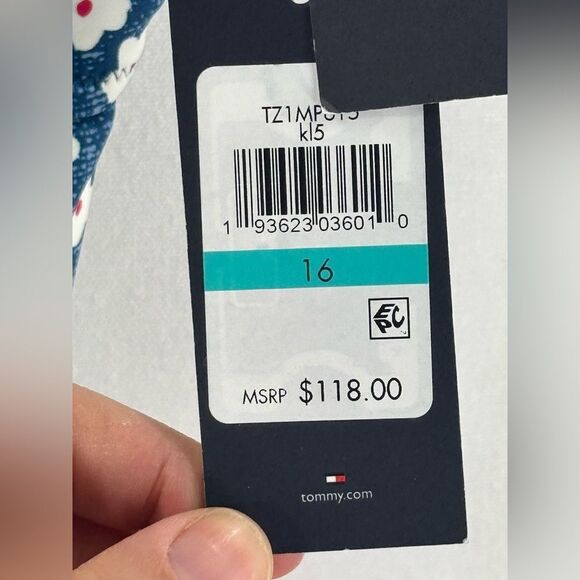 kl5
1 93623 03601 0
16
EPC
MSRP $118.00
tommy.com